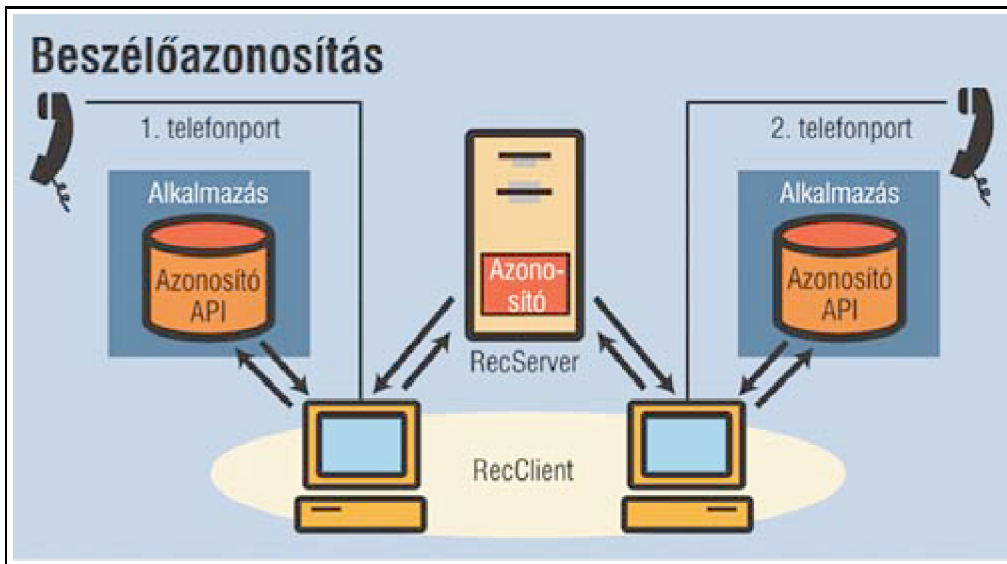 Beszélőazonosítás
1. telefonport
2. telefonport
Alkalmazás
Azonosító
API
Azono-
sító
RecServer
Alkalmazás
Azonosító
API
RecClient